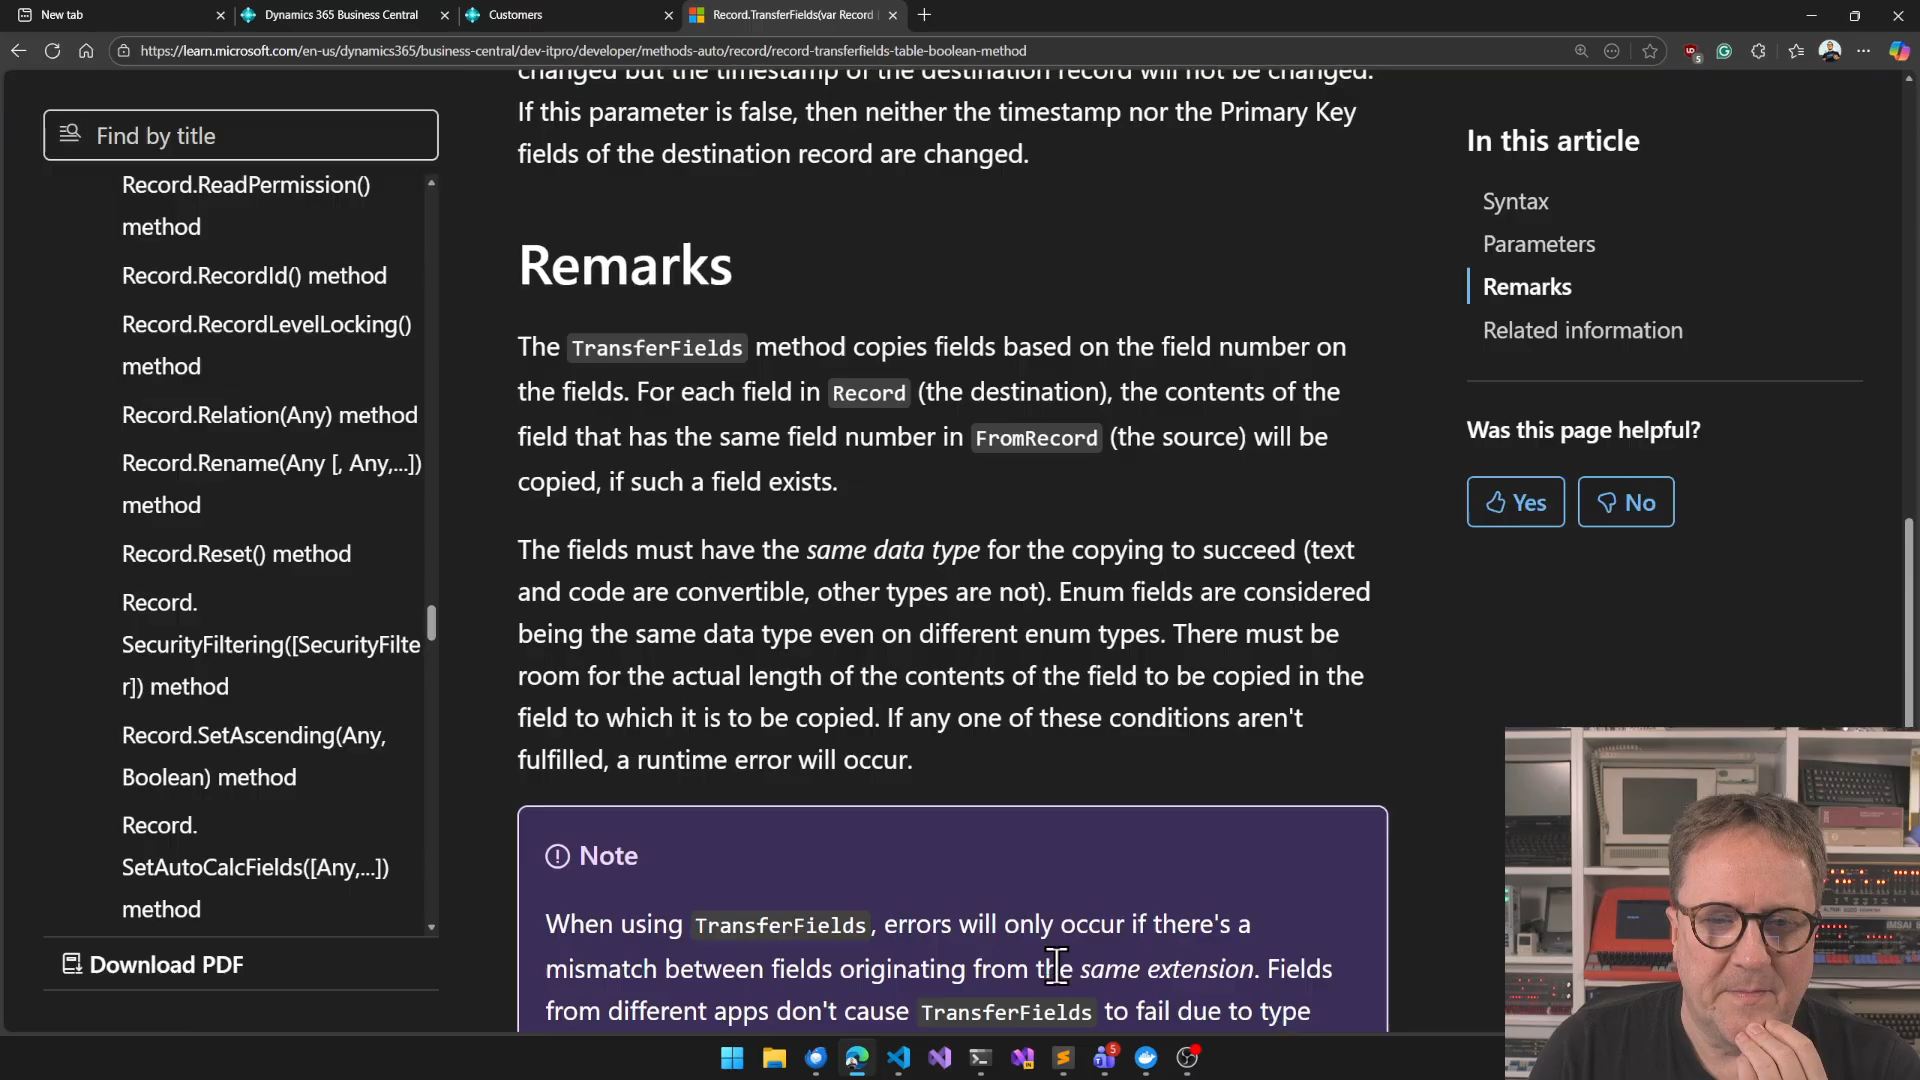 New tab
Dynamics 365 Business Central
Customers
Record.TransferFields(var Record
https://learn.microsoft.com/en-us/dynamics365/business-central/dev-itpro/developer/methods-auto/record/record-transferfields-table-boolean-method
5
Find by title
Record.ReadPermission()
method
Record.RecordId() method
Record.RecordLevelLocking()
method
Record.Relation(Any) method
Record.Rename(Any [, Any,...])
method
Record.Reset() method
Record.
SecurityFiltering([SecurityFilte
r]) method
Record.SetAscending(Any,
Boolean) method
Record.
SetAutoCalcFields([Any,...])
method
Download PDF
changed but the timestamp of the destination record will not be changed.
If this parameter is false, then neither the timestamp nor the Primary Key
fields of the destination record are changed.
Remarks
The TransferFields method copies fields based on the field number on
the fields. For each field in Record (the destination), the contents of the
field that has the same field number in FromRecord (the source) will be
copied, if such a field exists.
The fields must have the same data type for the copying to succeed (text
and code are convertible, other types are not). Enum fields are considered
being the same data type even on different enum types. There must be
room for the actual length of the contents of the field to be copied in the
field to which it is to be copied. If any one of these conditions aren't
fulfilled, a runtime error will occur.
Note
When using TransferFields, errors will only occur if there's a
mismatch between fields originating from the same extension. Fields
from different apps don't cause TransferFields to fail due to type
In this article
Syntax
Parameters
Remarks
Related information
Was this page helpful?
Yes
No
5